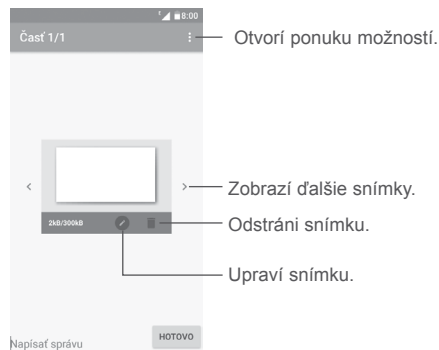 8:00
Časť 1/1
Otvorí ponuku možností.
Zobrazí ďalšie snímky.
2kB/300kB
Odstráni snímku.
Upraví snímku.
HOTOVO
Napísať správu